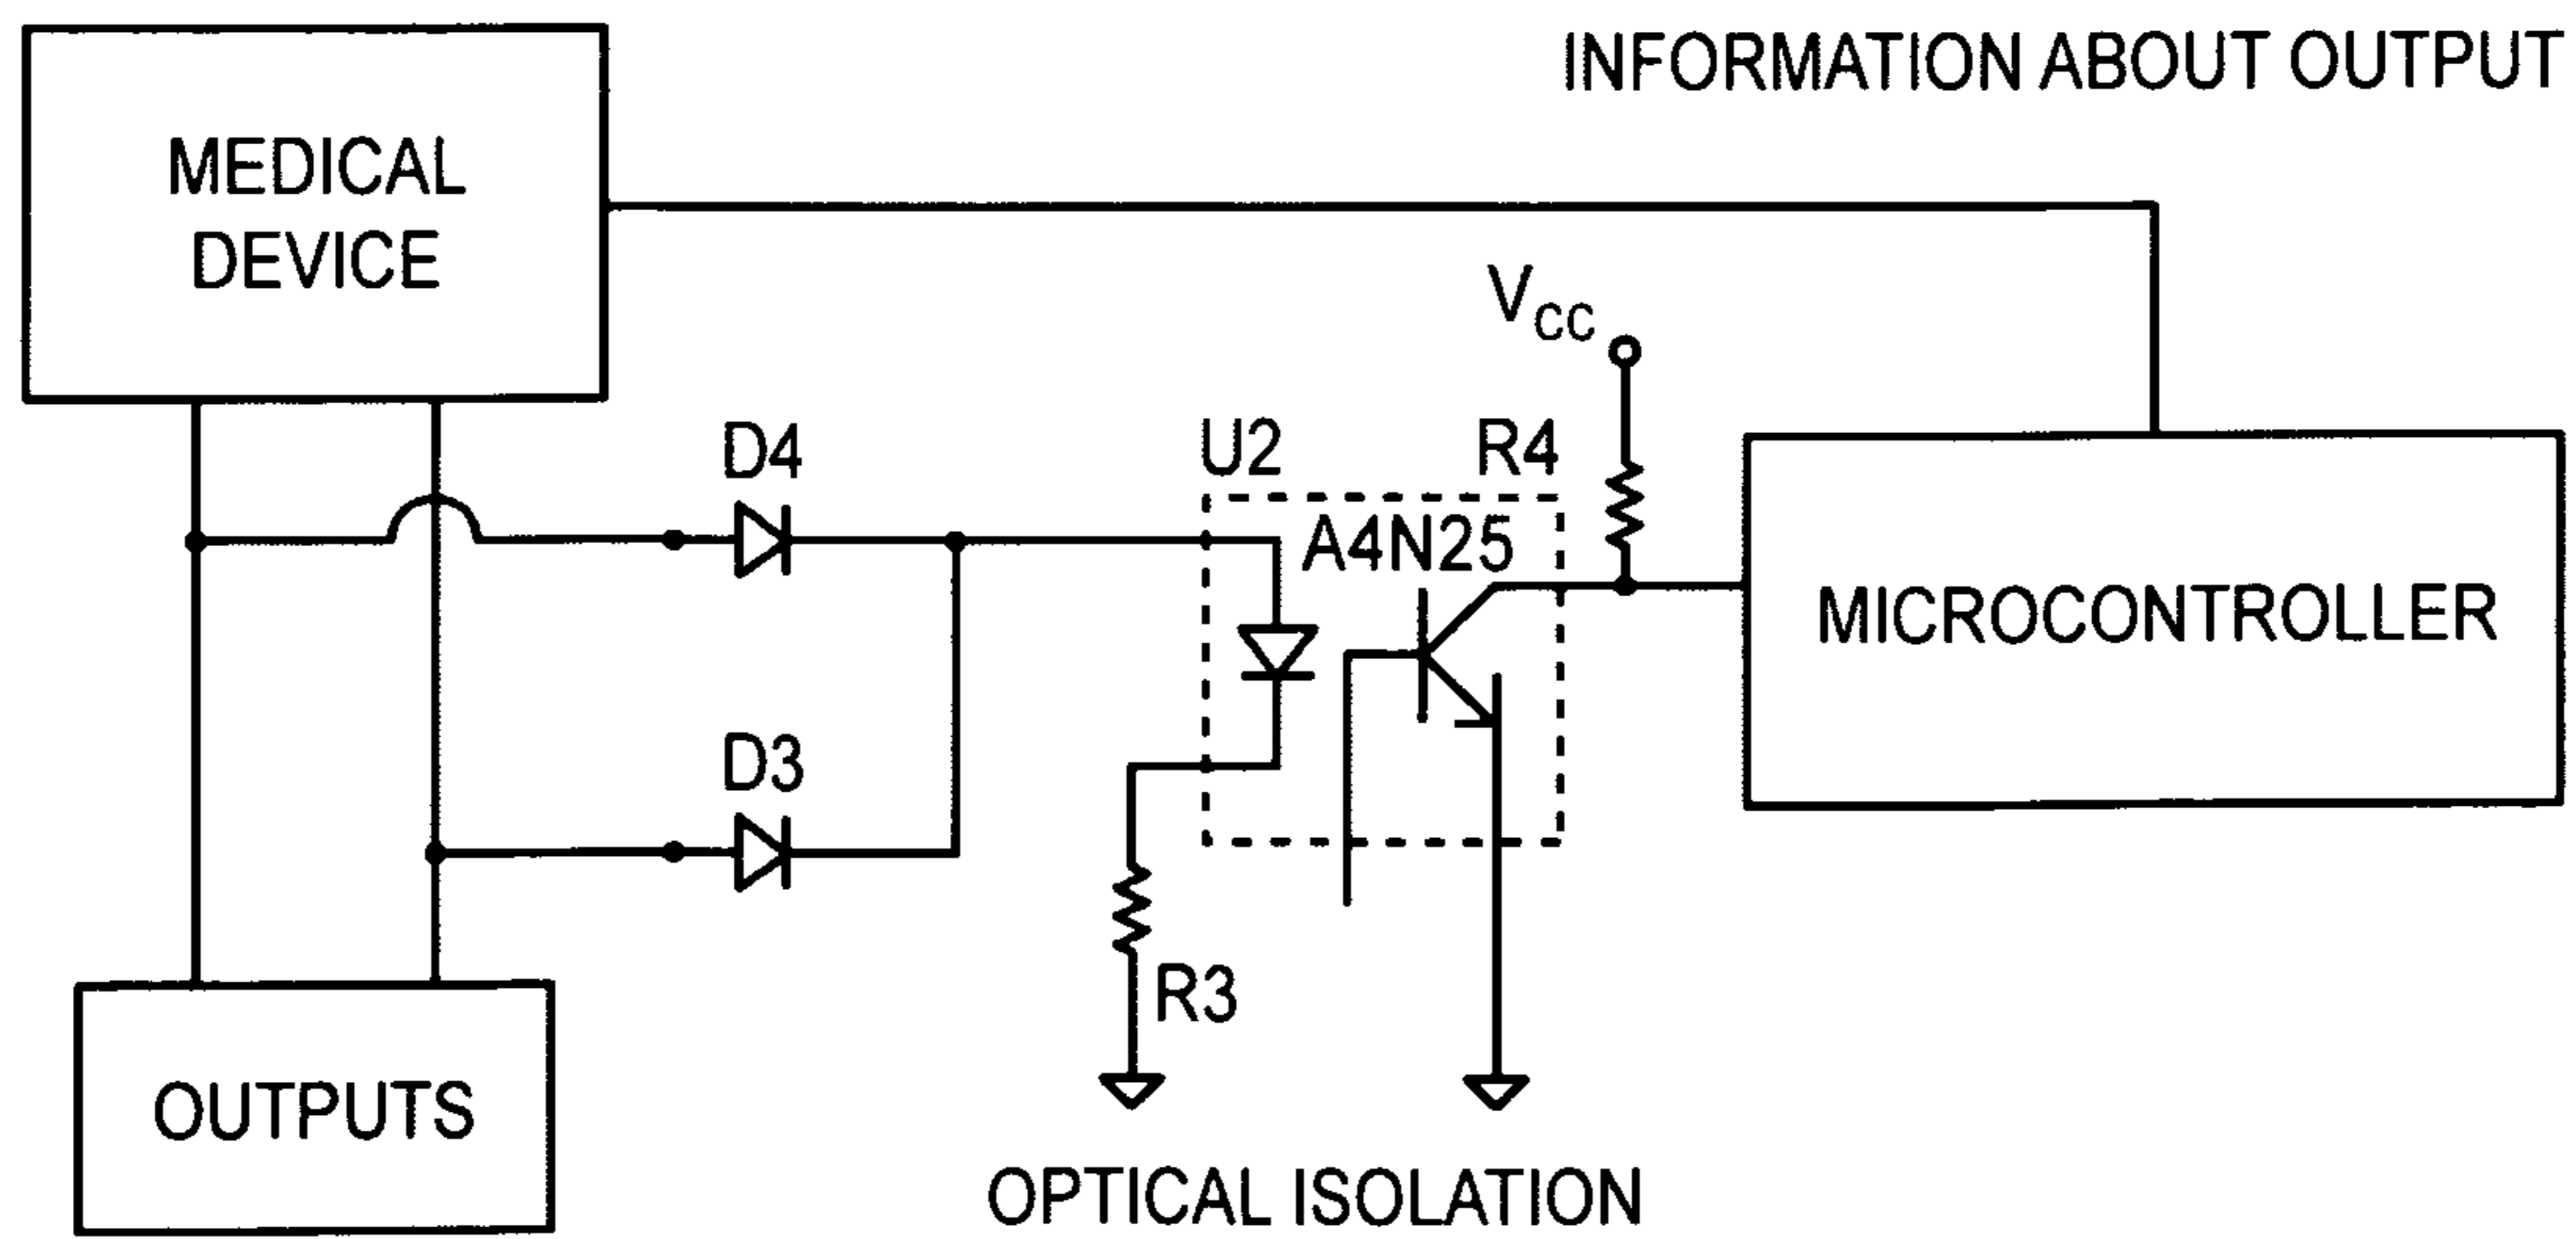 INFORMATION ABOUT OUTPUT
MEDICAL
DEVICE
VCC
D4
U2
R4
A4N25
MICROCONTROLLER
D3
R3
OUTPUTS
OPTICAL ISOLATION